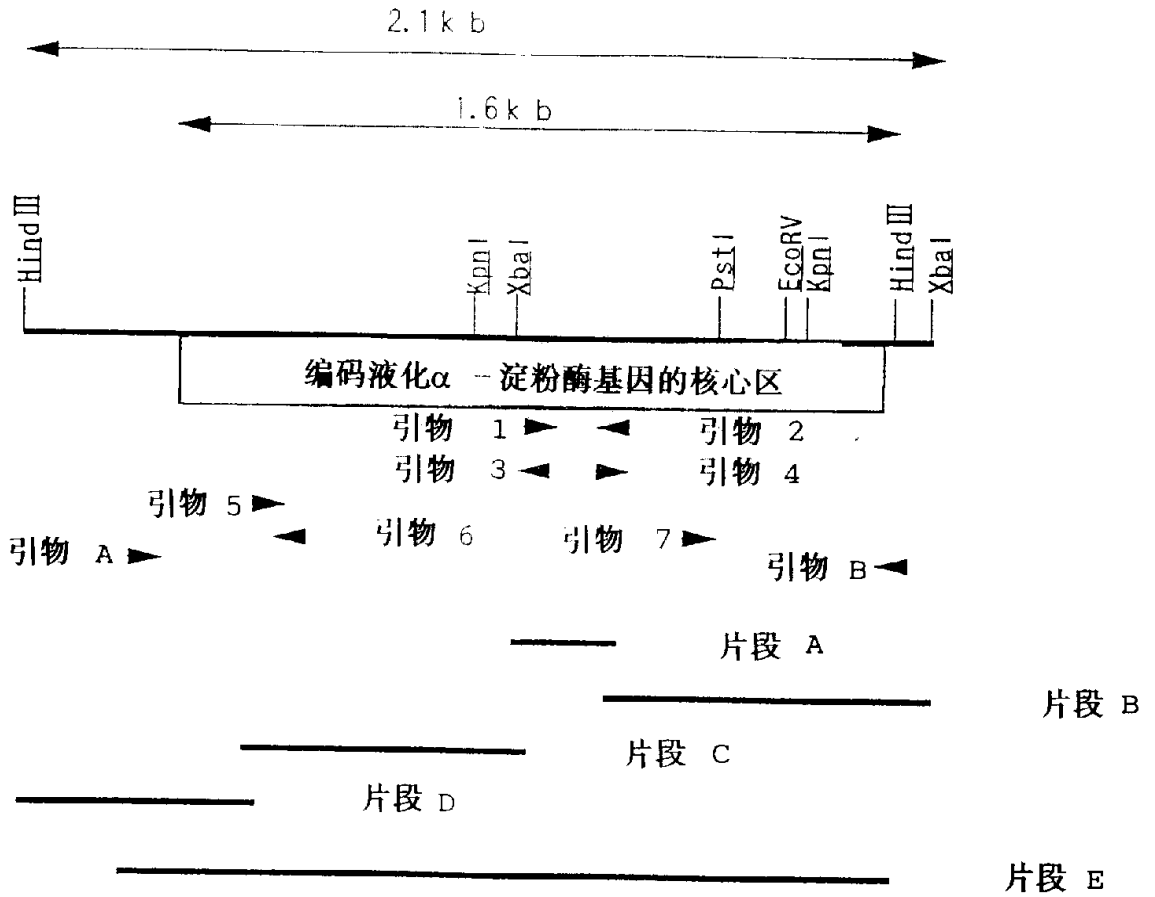 2.1kb
1.6kb
HindⅢ
KpnⅠ
XbaⅠ
PstⅠ
EcoRV
KpnⅠ
HindⅢ
XbaⅠ
编码液化α－淀粉酶基因的核心区
引物 1
引物 2
引物 3
引物 4
引物 5
引物 6
引物 7
引物 A
引物 B
片段 A
片段 B
片段 C
片段 D
片段 E